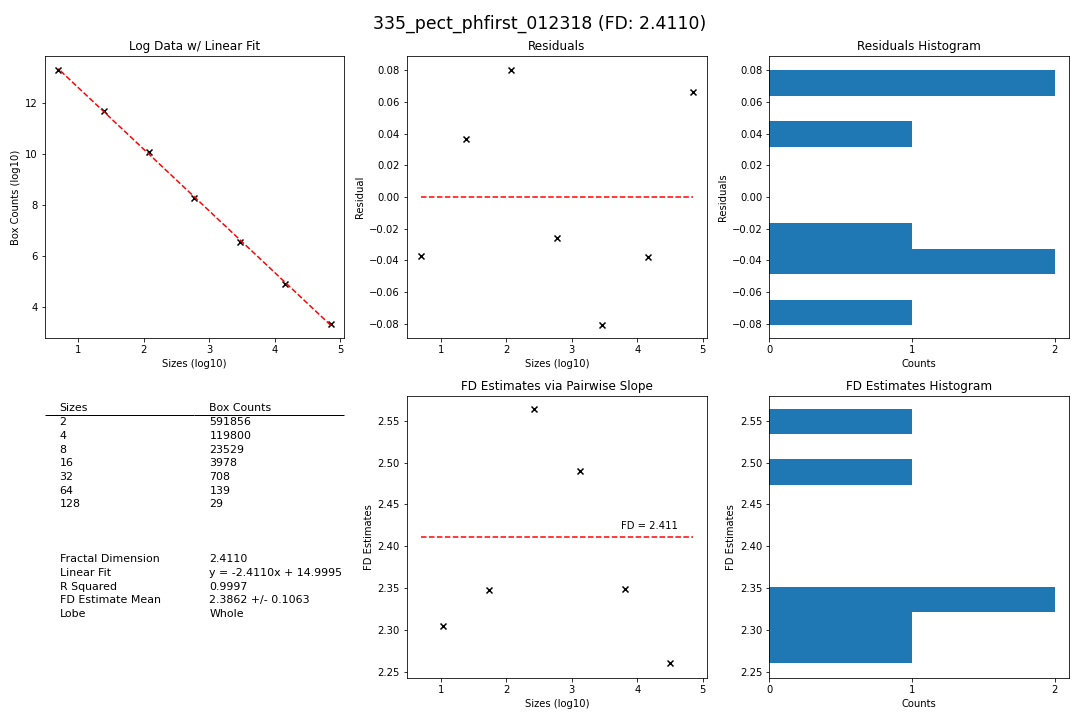 335_pect_phfirst_012318 (FD: 2.4110)
Log Data w/ Linear Fit
Box Counts (log10)
12
10
8
6
4
1 2 3 4 5
Sizes (log10)
Residuals
Residual
0.08
0.06
0.04
0.02
0.00
−0.02
−0.04
−0.06
−0.08
1 2 3 4 5
Sizes (log10)
Residuals Histogram
Residuals
0.08
0.06
0.04
0.02
0.00
−0.02
−0.04
−0.06
−0.08
0 1 2
Counts
Sizes Box Counts
2 591856
4 119800
8 23529
16 3978
32 708
64 139
128 29
Fractal Dimension 2.4110
Linear Fit y = -2.4110x + 14.9995
R Squared 0.9997
FD Estimate Mean 2.3862 +/- 0.1063
Lobe Whole
FD Estimates via Pairwise Slope
FD Estimates
2.55
2.50
2.45
2.40
2.35
2.30
2.25
FD = 2.411
1 2 3 4 5
Sizes (log10)
FD Estimates Histogram
FD Estimates
2.55
2.50
2.45
2.40
2.35
2.30
2.25
0 1 2
Counts